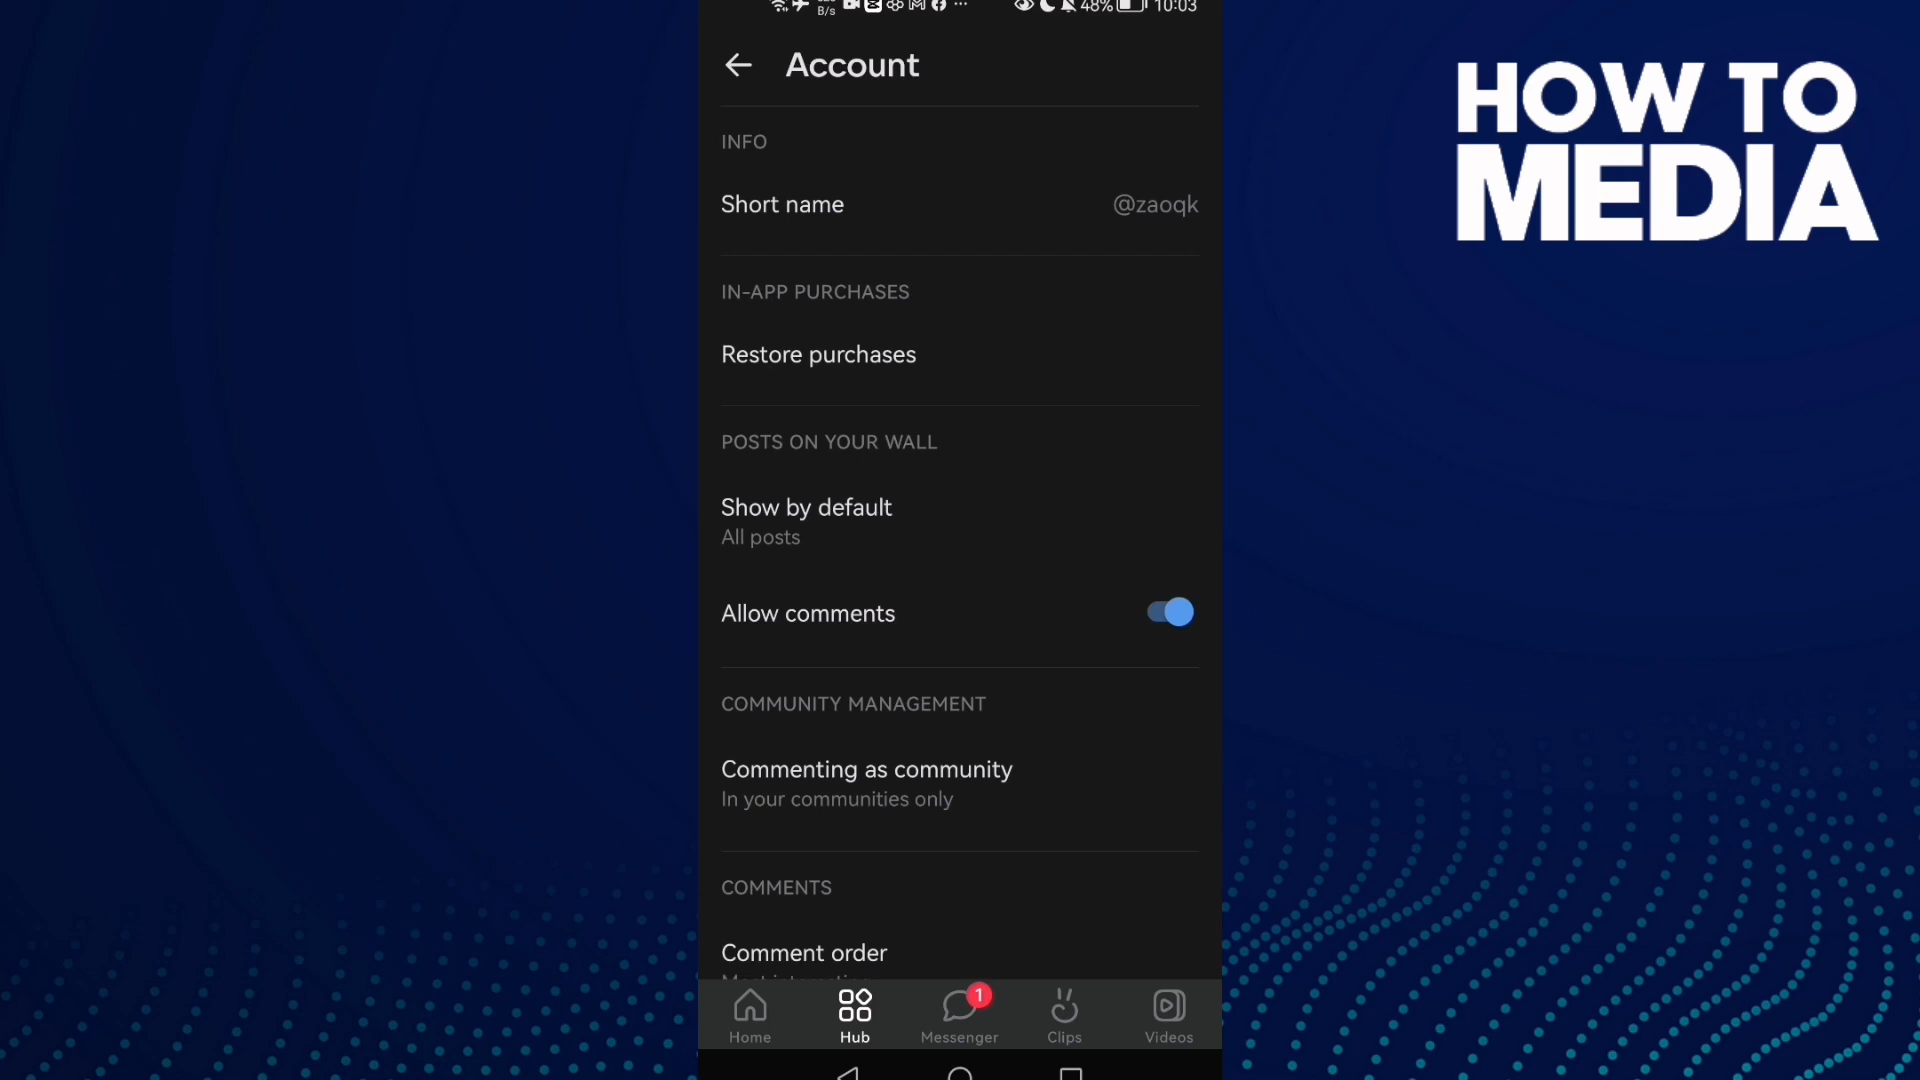 B/s 48% 10:03
Account
HOW TO
MEDIA
INFO
Short name @zaoqk
IN-APP PURCHASES
Restore purchases
POSTS ON YOUR WALL
Show by default
All posts
Allow comments
COMMUNITY MANAGEMENT
Commenting as community
In your communities only
COMMENTS
Comment order
1
Home Hub Messenger Clips Videos